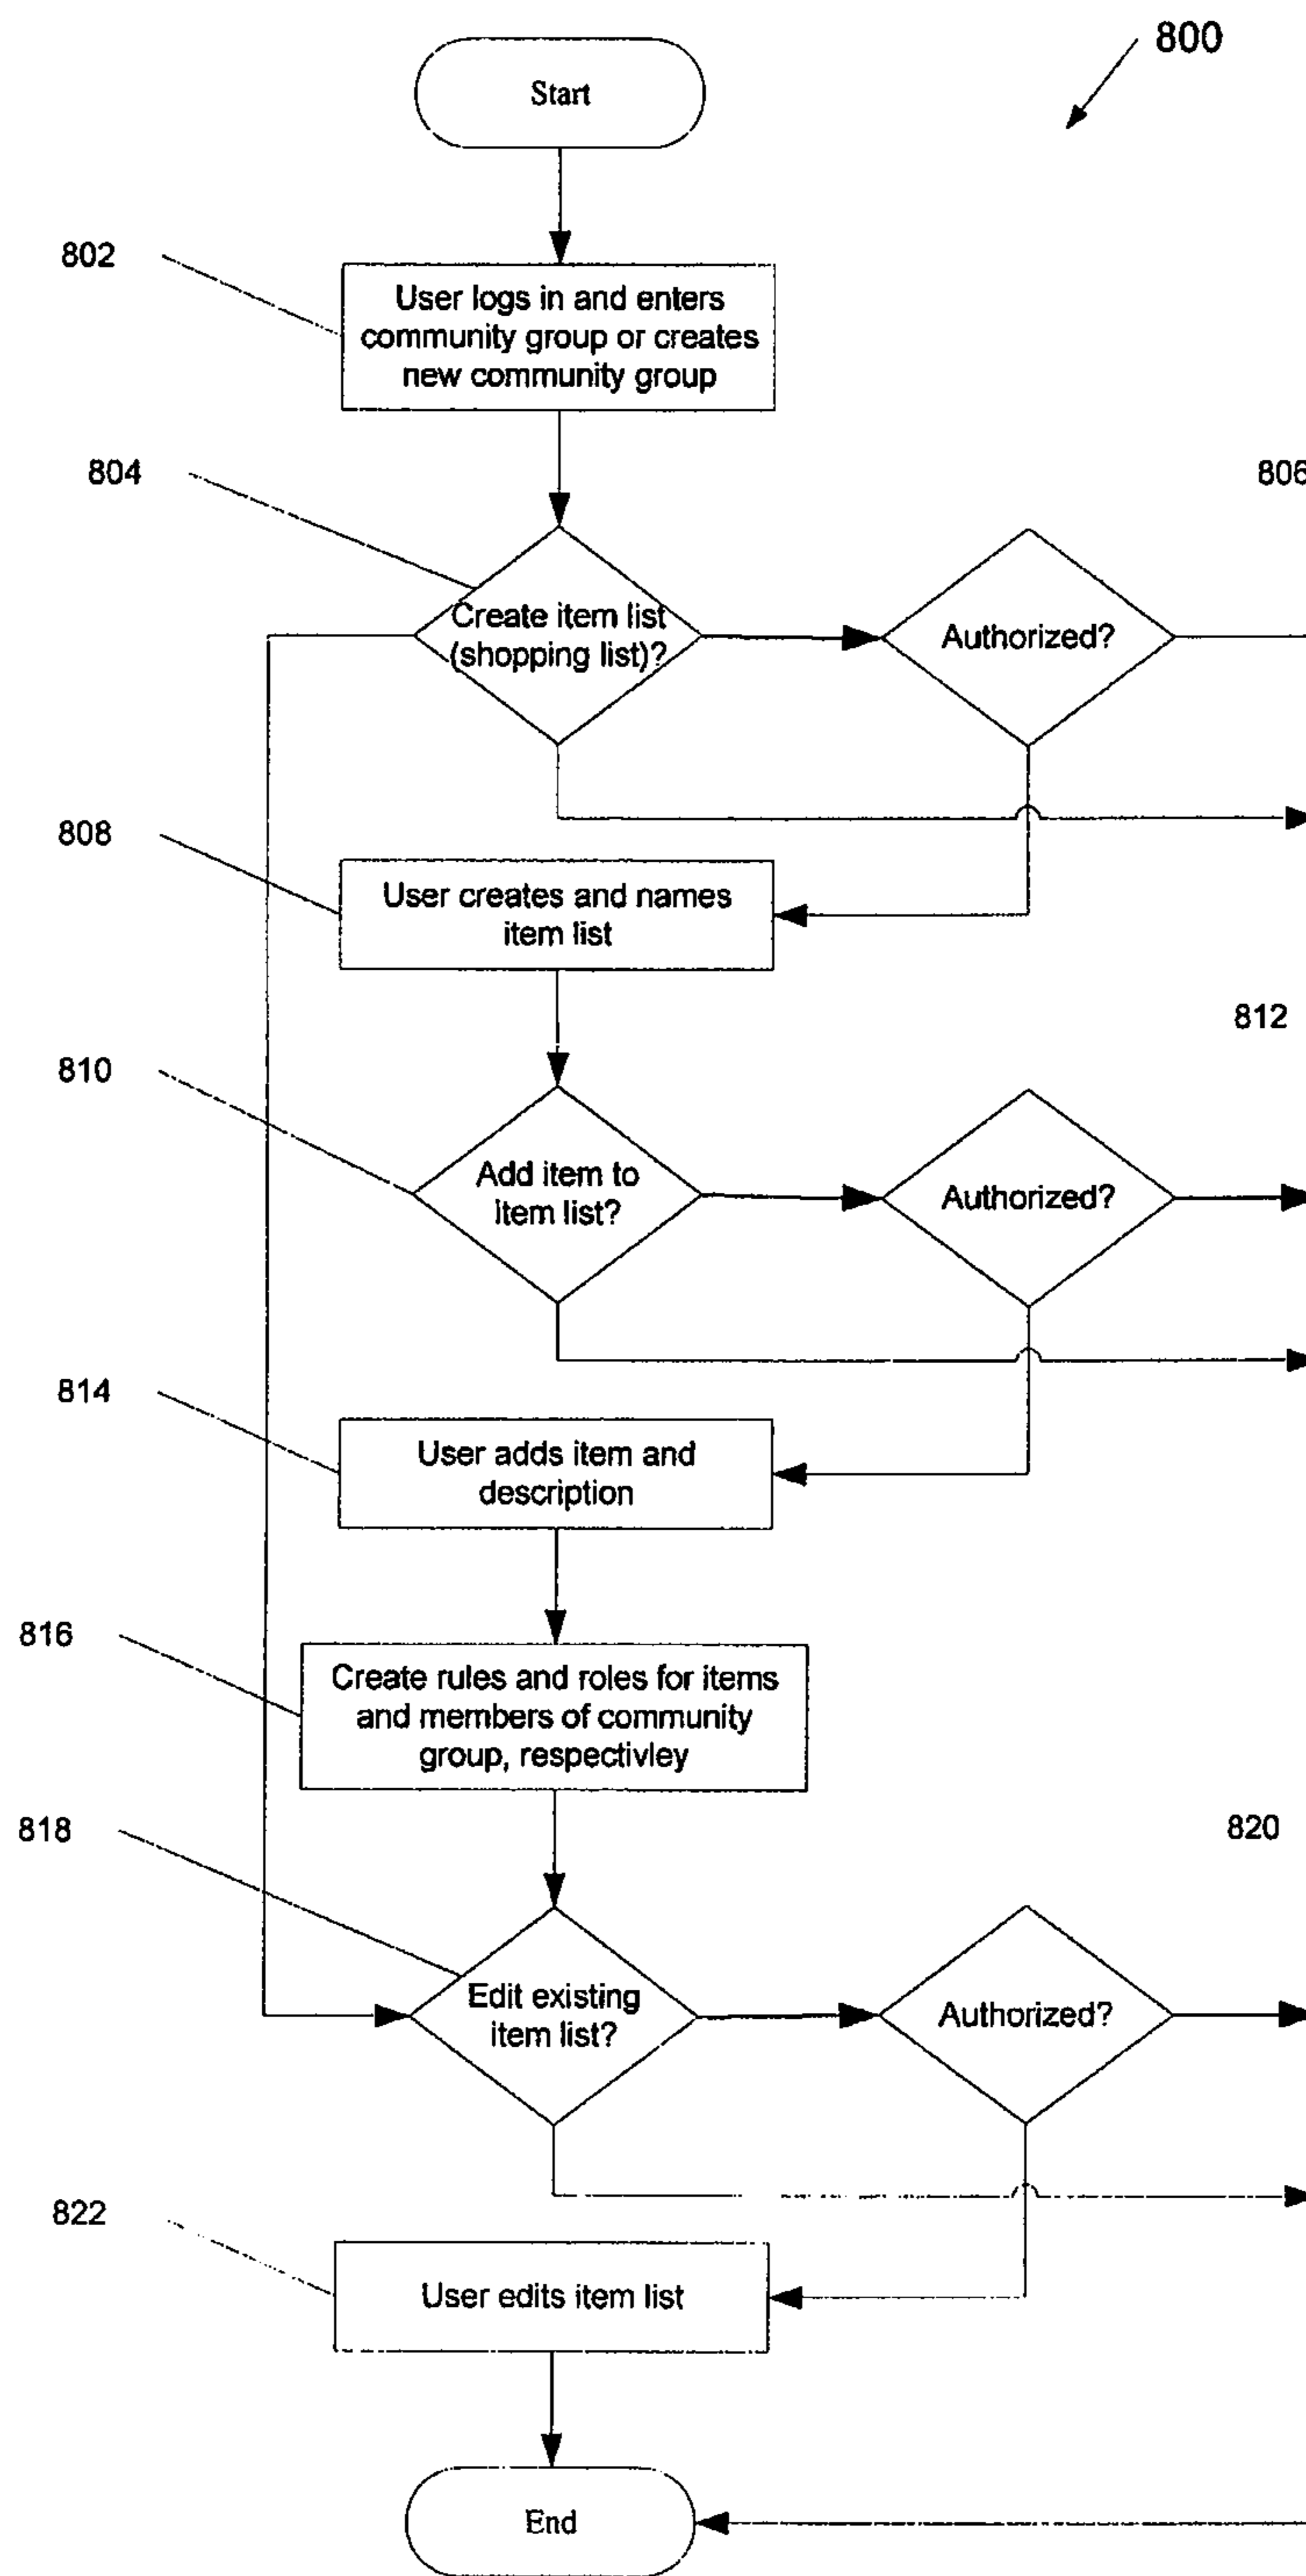 800
Start
802
User logs in and enters
community group or creates
new community group
804
806
Create item list
(shopping list)?
Authorized?
808
User creates and names
item list
812
810
Add item to
item list?
Authorized?
814
User adds item and
description
816
Create rules and roles for items
and members of community
group, respectivley
818
820
Edit existing
item list?
Authorized?
822
User edits item list
End